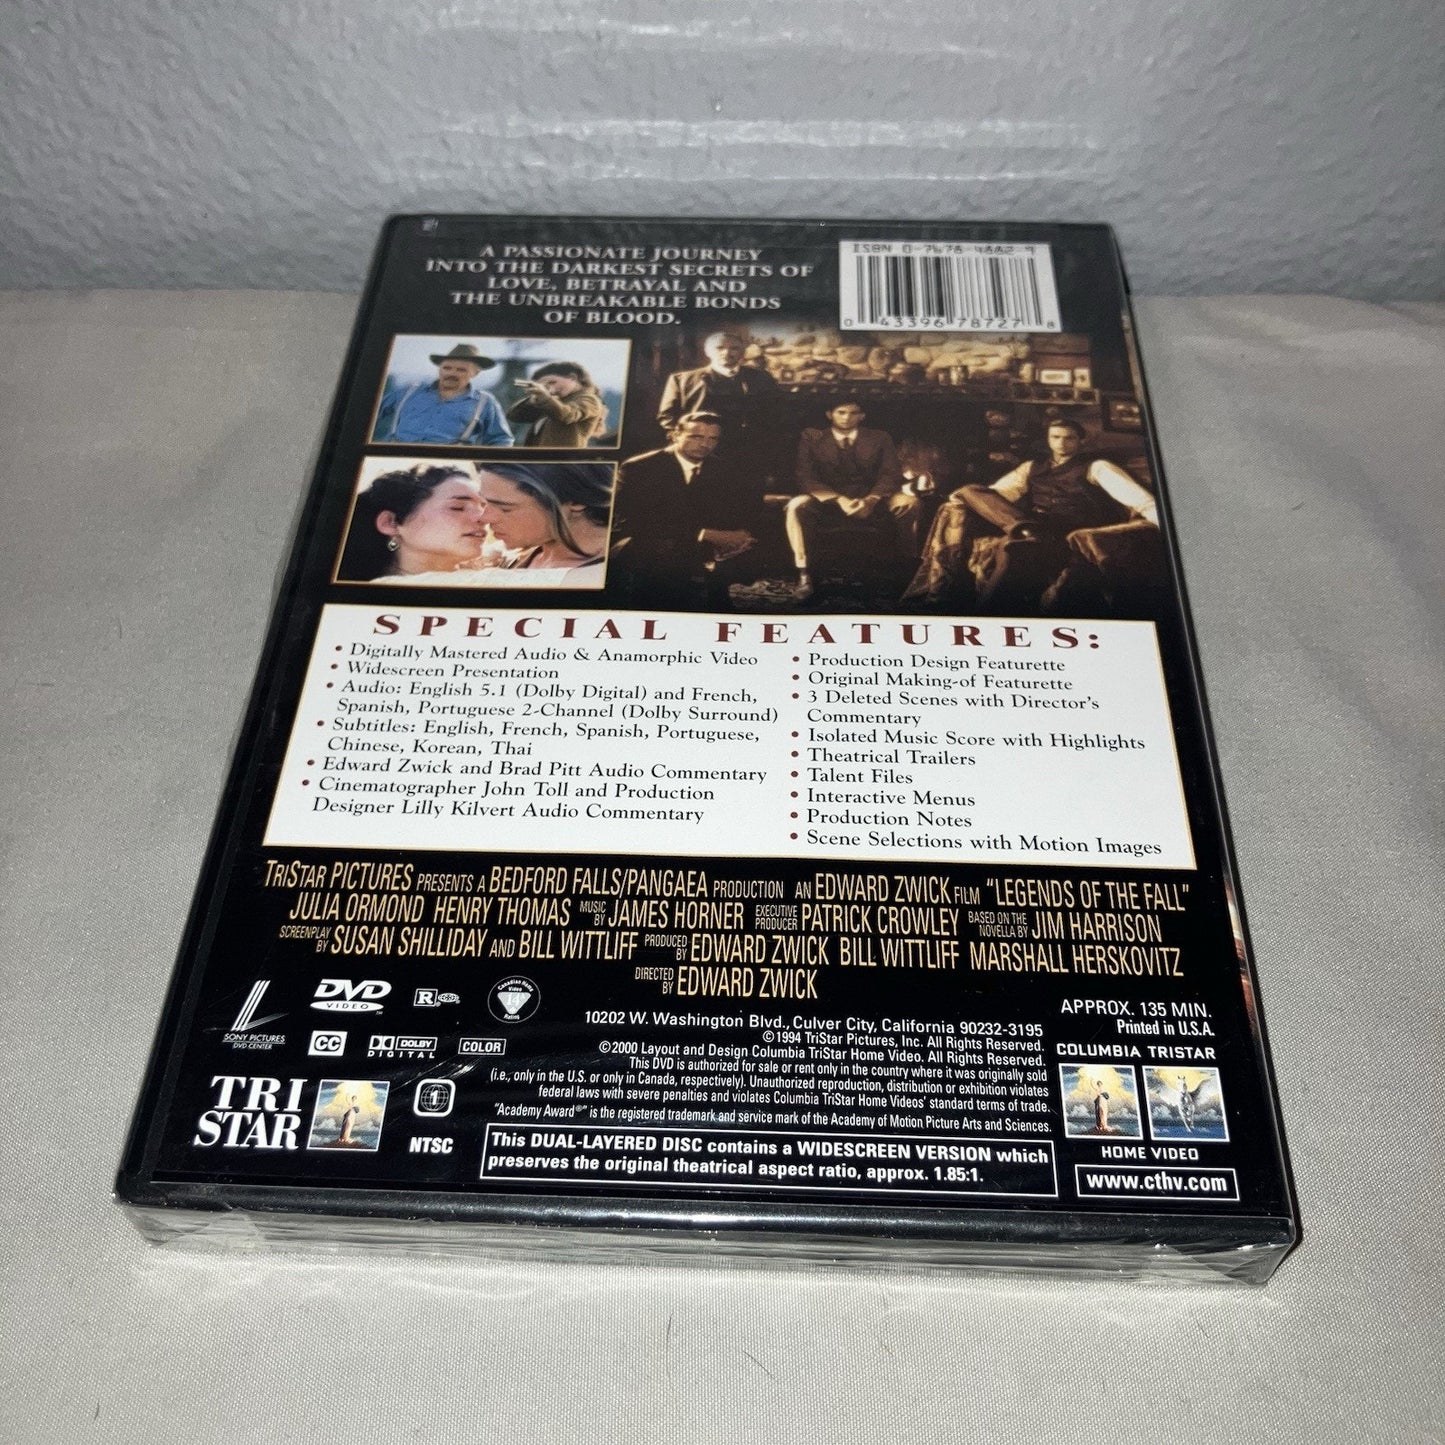 A PASSIONATE JOURNEY
INTO THE DARKEST SECRETS OF
LOVE, BETRAYAL AND
THE UNBREAKABLE BONDS
OF BLOOD.
ISBN
0 43396 78727 8
SPECIAL FEATURES:
• Digitally Mastered Audio & Anamorphic Video
• Widescreen Presentation
• Audio: English 5.1 (Dolby Digital) and French,
Spanish, Portuguese 2-Channel (Dolby Surround)
• Subtitles: English, French, Spanish, Portuguese,
Chinese, Korean, Thai
• Edward Zwick and Brad Pitt Audio Commentary
• Cinematographer John Toll and Production
Designer Lilly Kilvert Audio Commentary
• Production Design Featurette
• Original Making-of Featurette
• 3 Deleted Scenes with Director's
Commentary
• Isolated Music Score with Highlights
• Theatrical Trailers
• Talent Files
• Interactive Menus
• Production Notes
• Scene Selections with Motion Images
TRISTAR PICTURES PRESENTS A BEDFORD FALLS/PANGAEA PRODUCTION AN EDWARD ZWICK FILM "LEGENDS OF THE FALL"
JULIA ORMOND HENRY THOMAS MUSIC BY JAMES HORNER EXECUTIVE PRODUCER PATRICK CROWLEY BASED ON THE NOVELLA BY JIM HARRISON
SCREENPLAY BY SUSAN SHILLIDAY AND BILL WITTLIFF PRODUCED BY EDWARD ZWICK BILL WITTLIFF MARSHALL HERSKOVITZ
DIRECTED BY EDWARD ZWICK
SONY PICTURES
DVD CENTER
DVD
VIDEO
TM
R
Canadian Home
Video
14A
Rating
CC
DOLBY
DIGITAL
COLOR
TRI
STAR
1
NTSC
10202 W. Washington Blvd., Culver City, California 90232-3195
©1994 TriStar Pictures, Inc. All Rights Reserved.
©2000 Layout and Design Columbia TriStar Home Video. All Rights Reserved.
This DVD is authorized for sale or rent only in the country where it was originally sold
(i.e., only in the U.S. or only in Canada, respectively). Unauthorized reproduction, distribution or exhibition violates
federal laws with severe penalties and violates Columbia TriStar Home Videos' standard terms of trade.
"Academy Award®" is the registered trademark and service mark of the Academy of Motion Picture Arts and Sciences.
This DUAL-LAYERED DISC contains a WIDESCREEN VERSION which
preserves the original theatrical aspect ratio, approx. 1.85:1.
APPROX. 135 MIN.
Printed in U.S.A.
COLUMBIA TRISTAR
HOME VIDEO
www.cthv.com